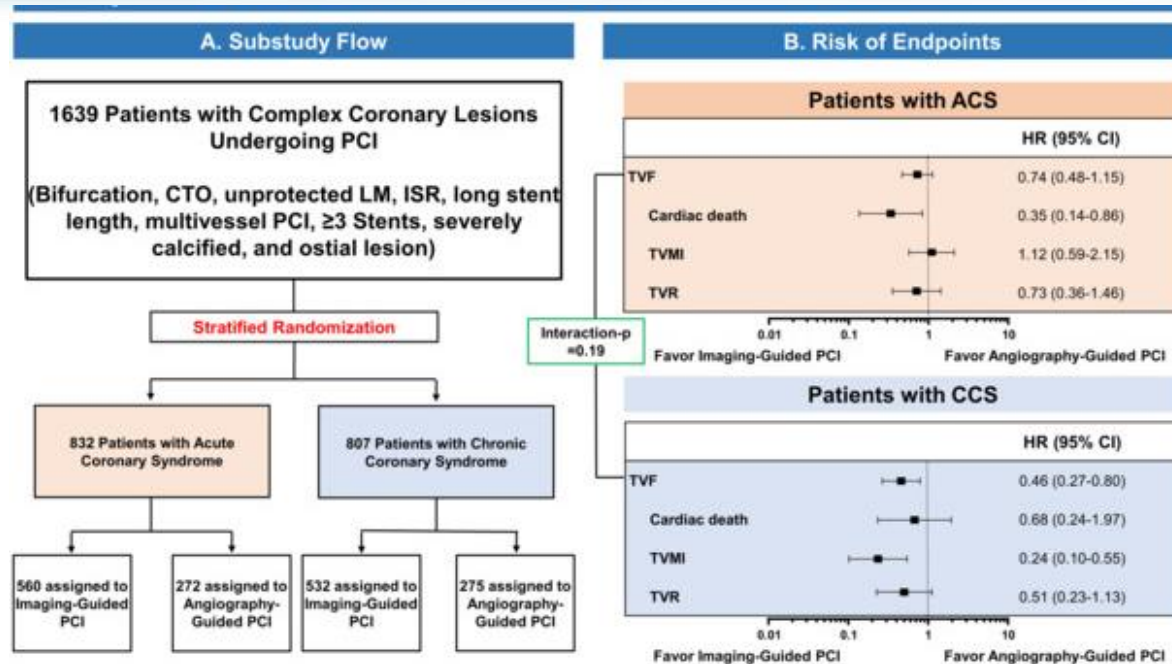 A. Substudy Flow
1639 Patients with Complex Coronary Lesions
Undergoing PCI
(Bifurcation, CTO, unprotected LM, ISR, long stent
length, multivessel PCI, ≥3 Stents, severely
calcified, and ostial lesion)
Stratified Randomization
832 Patients with Acute
Coronary Syndrome
807 Patients with Chronic
Coronary Syndrome
560 assigned to
Imaging-Guided
PCI
272 assigned to
Angiography-
Guided PCI
532 assigned to
Imaging-Guided
PCI
275 assigned to
Angiography-
Guided PCI
B. Risk of Endpoints
Patients with ACS
HR (95% CI)
TVF 0.74 (0.48-1.15)
Cardiac death 0.35 (0.14-0.86)
TVMI 1.12 (0.59-2.15)
TVR 0.73 (0.36-1.46)
0.01 0.1 1 10
Favor Imaging-Guided PCI Favor Angiography-Guided PCI
Interaction-p
=0.19
Patients with CCS
HR (95% CI)
TVF 0.46 (0.27-0.80)
Cardiac death 0.68 (0.24-1.97)
TVMI 0.24 (0.10-0.55)
TVR 0.51 (0.23-1.13)
0.01 0.1 1 10
Favor Imaging-Guided PCI Favor Angiography-Guided PCI